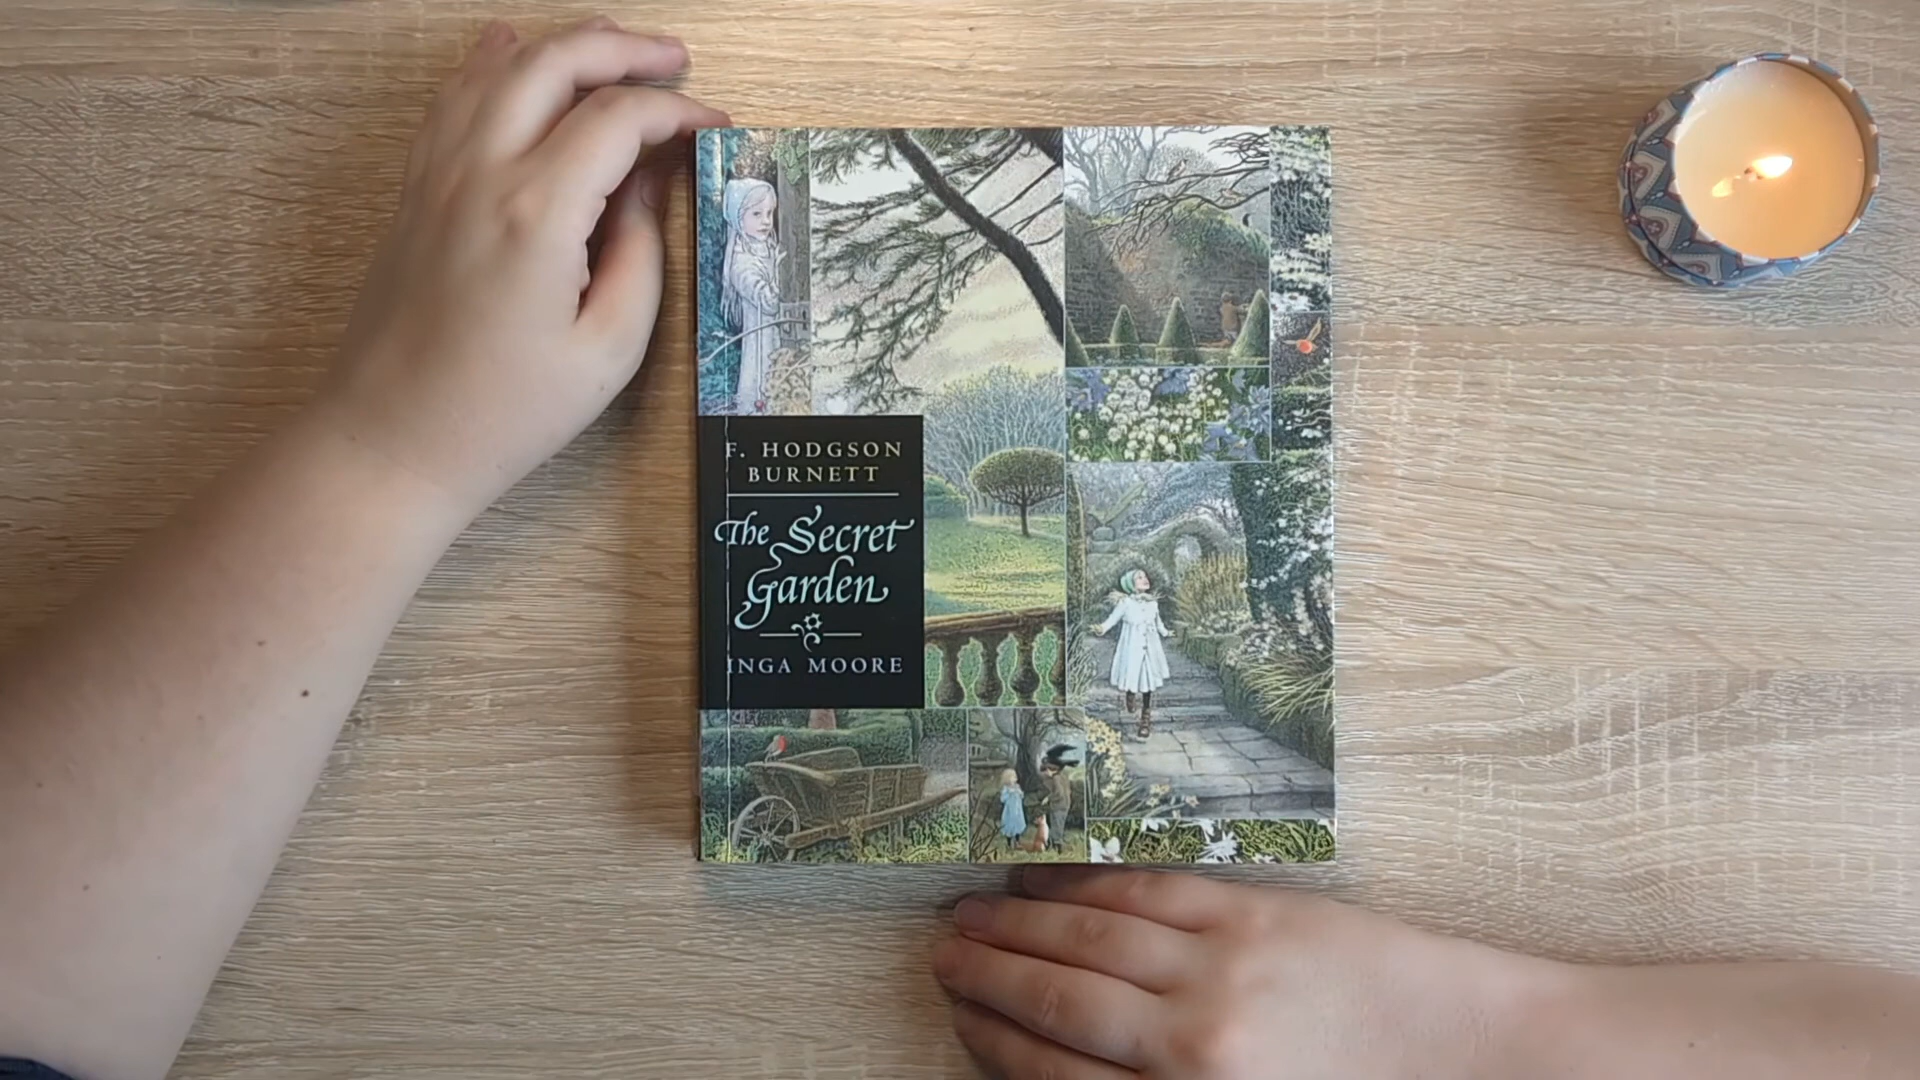 F. HODGSON
BURNETT
The Secret
Garden
INGA MOORE